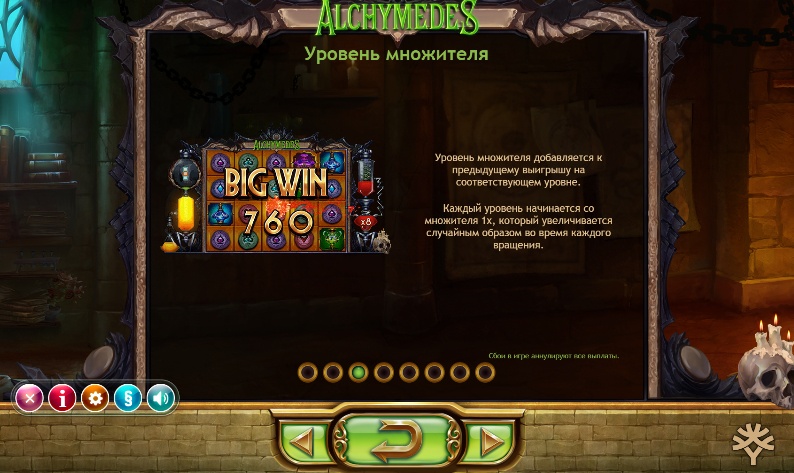 ALCHYMEDES
Уровень множителя
ALCHYMEDES
BIG WIN
760
x8
Уровень множителя добавляется к
предыдущему выигрышу на
соответствующем уровне.
Каждый уровень начинается со
множителя 1x, который увеличивается
случайным образом во время каждого
вращения.
Сбои в игре аннулируют все выплаты.